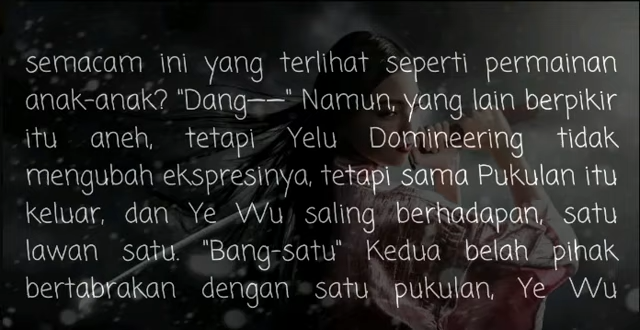 semacam ini yang terlihat seperti permainan
anak-anak? "Dang——" Namun, yang lain berpikir
itu aneh, tetapi Yelu Domineering tidak
mengubah ekspresinya, tetapi sama Pukulan itu
keluar, dan Ye Wu saling berhadapan, satu
lawan satu. "Bang-satu" Kedua belah pihak
bertabrakan dengan satu pukulan, Ye Wu